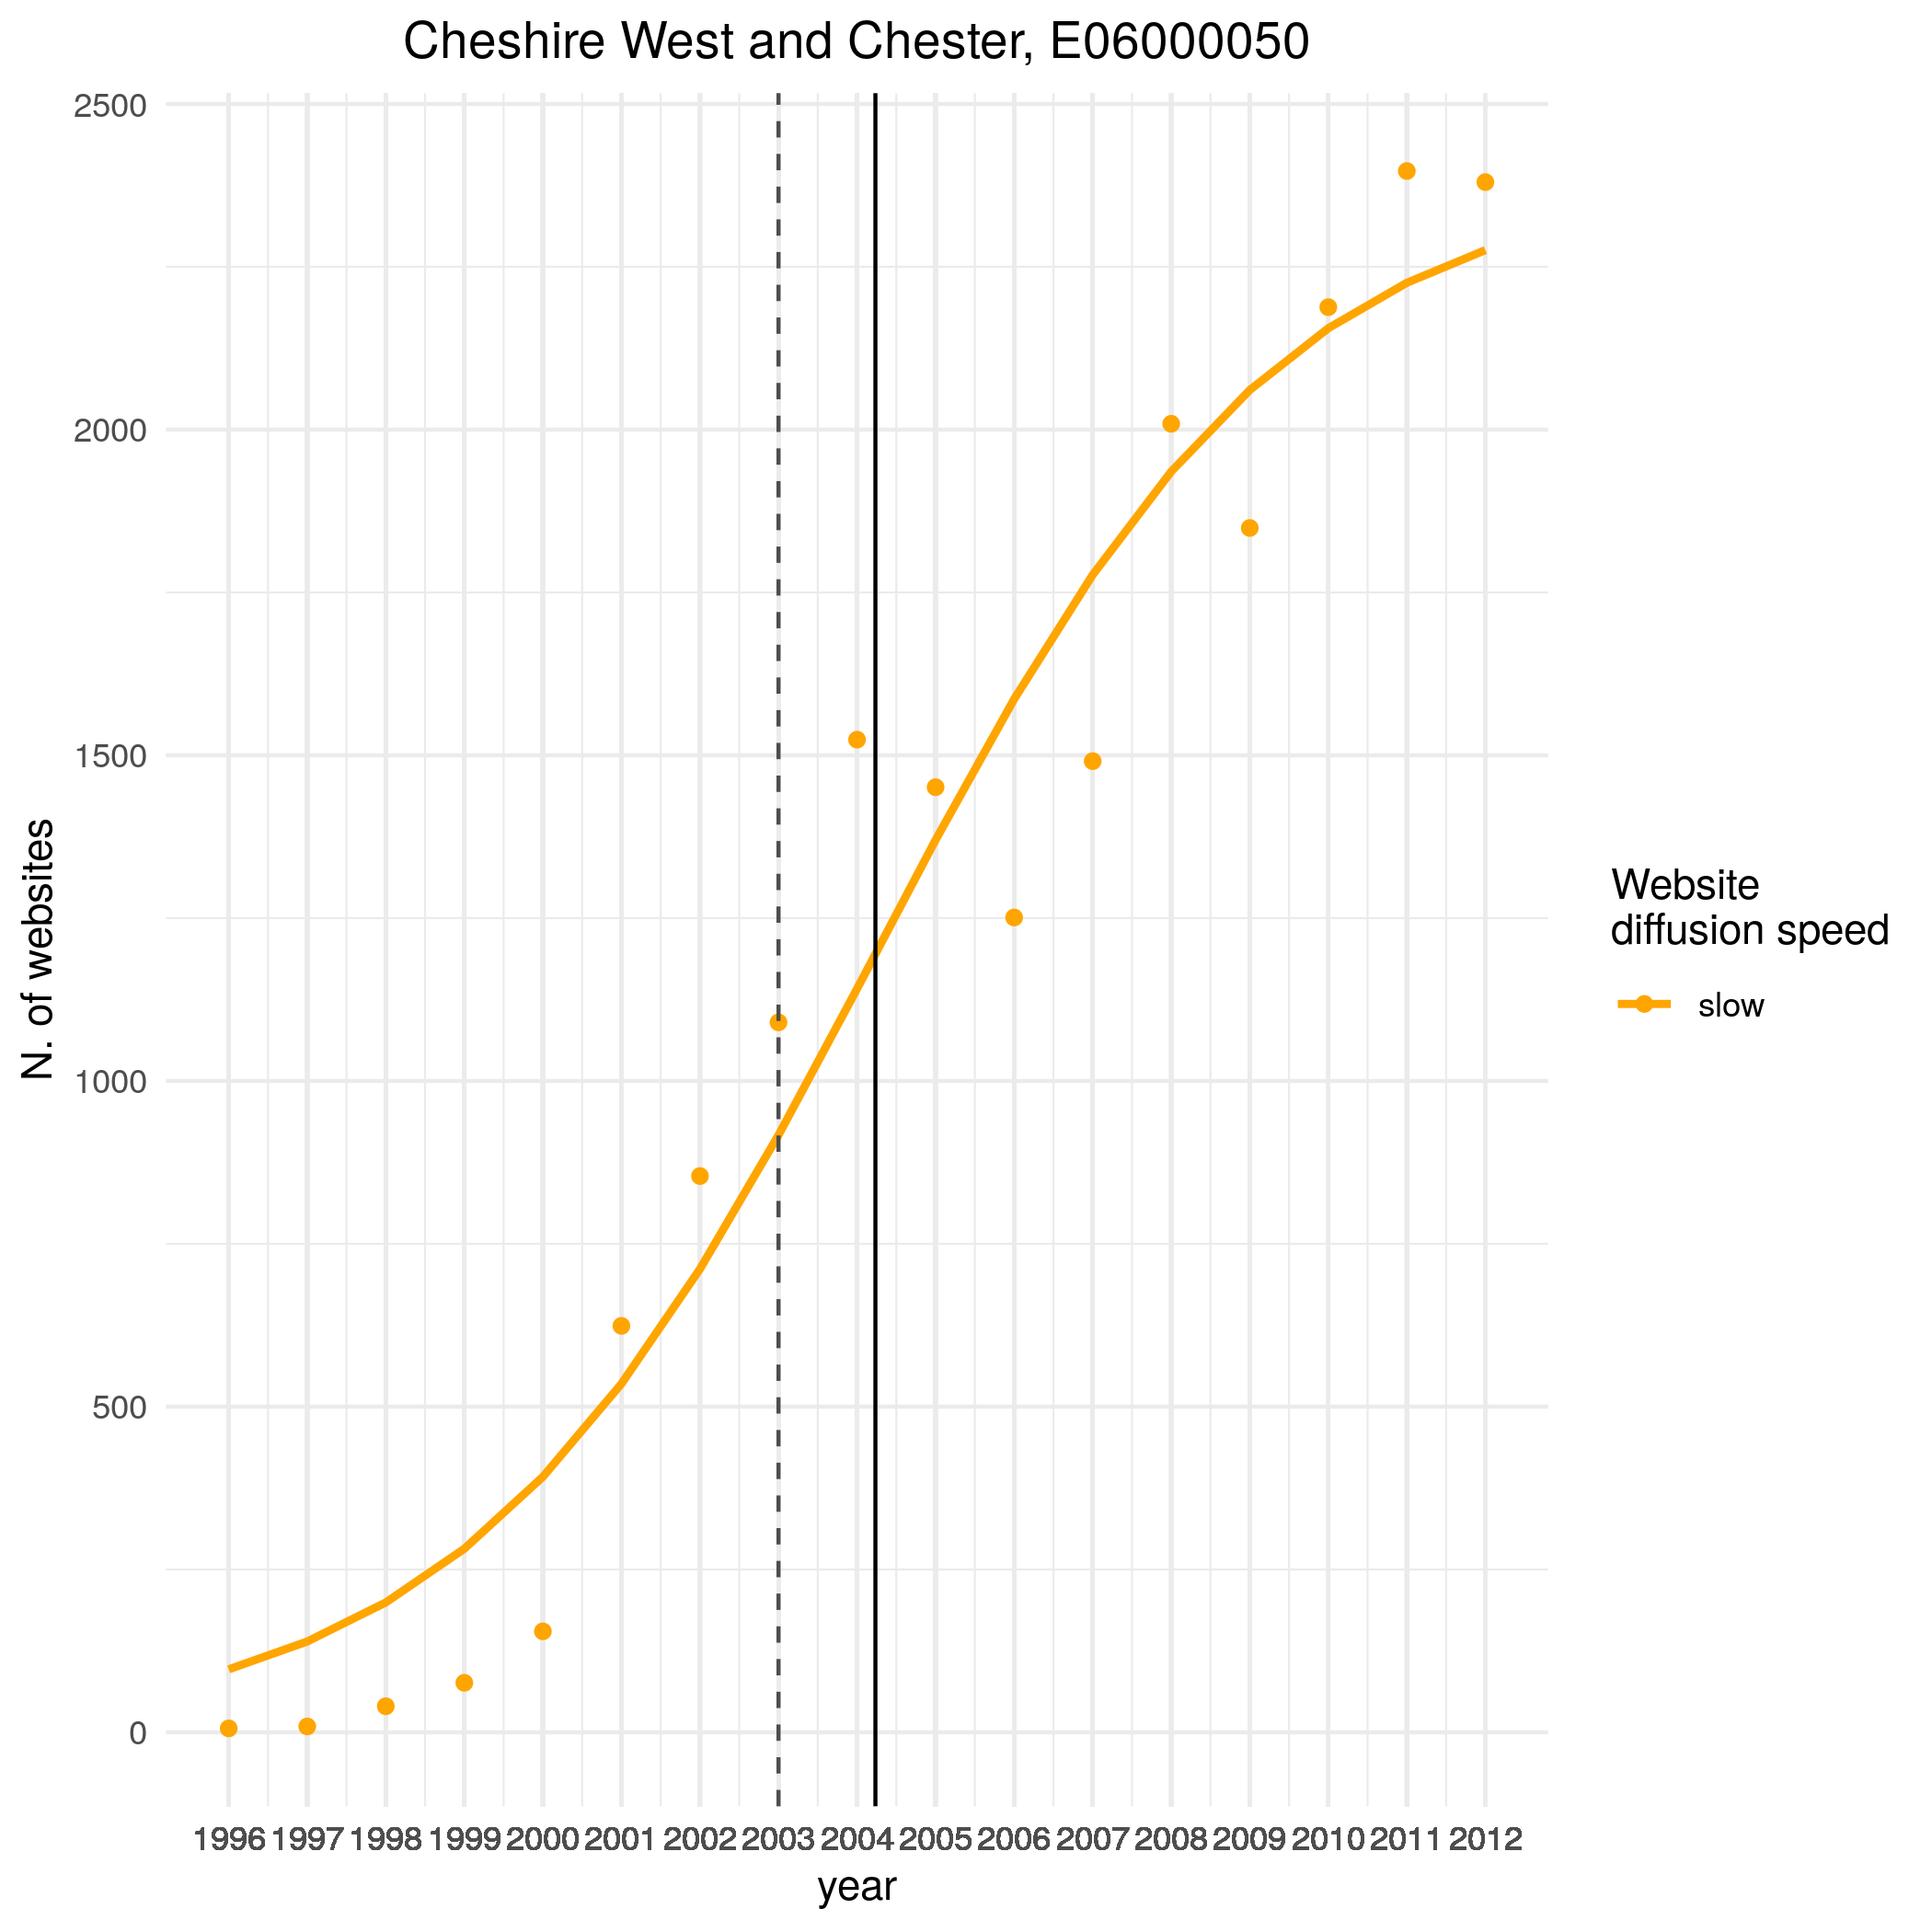 Cheshire West and Chester, E06000050
2500
2000
1500
1000
500
0
N. of websites
1996 1997 1998 1999 2000 2001 2002 2003 2004 2005 2006 2007 2008 2009 2010 2011 2012
year
Website
diffusion speed
slow